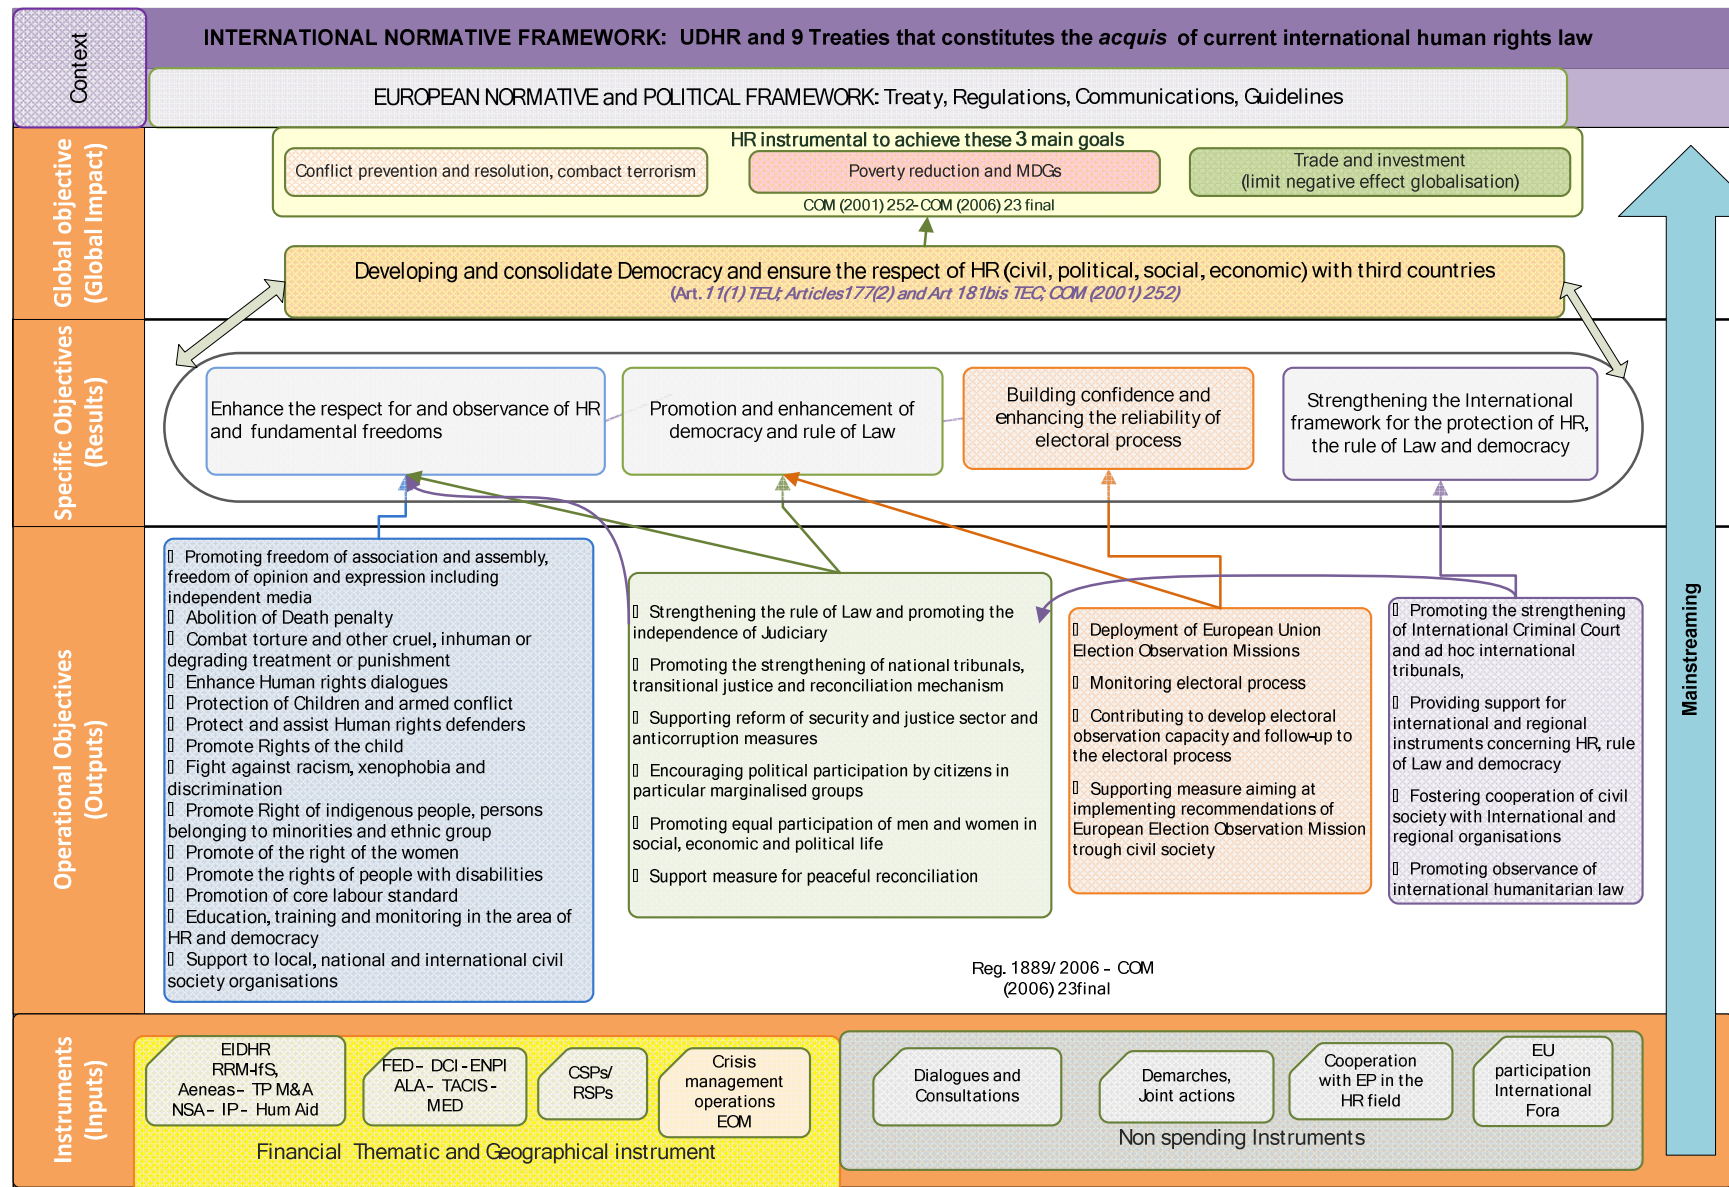 Context
INTERNATIONAL NORMATIVE FRAMEWORK: UDHR and 9 Treaties that constitutes the acquis of current international human rights law
EUROPEAN NORMATIVE and POLITICAL FRAMEWORK: Treaty, Regulations, Communications, Guidelines
Global objective
(Global Impact)
HR instrumental to achieve these 3 main goals
Conflict prevention and resolution, combact terrorism
Poverty reduction and MDGs
Trade and investment
(limit negative effect globalisation)
COM (2001) 252-COM (2006) 23 final
Developing and consolidate Democracy and ensure the respect of HR (civil, political, social, economic) with third countries
(Art. 11(1) TEU; Articles177(2) and Art 181bis TEC; COM (2001) 252)
Specific Objectives
(Results)
Enhance the respect for and observance of HR
and fundamental freedoms
Promotion and enhancement of
democracy and rule of Law
Building confidence and
enhancing the reliability of
electoral process
Strengthening the International
framework for the protection of HR,
the rule of Law and democracy
Operational Objectives
(Outputs)
Promoting freedom of association and assembly,
freedom of opinion and expression including
independent media
Abolition of Death penalty
Combat torture and other cruel, inhuman or
degrading treatment or punishment
Enhance Human rights dialogues
Protection of Children and armed conflict
Protect and assist Human rights defenders
Promote Rights of the child
Fight against racism, xenophobia and
discrimination
Promote Right of indigenous people, persons
belonging to minorities and ethnic group
Promote of the right of the women
Promote the rights of people with disabilities
Promotion of core labour standard
Education, training and monitoring in the area of
HR and democracy
Support to local, national and international civil
society organisations
Strengthening the rule of Law and promoting the
independence of Judiciary
Promoting the strengthening of national tribunals,
transitional justice and reconciliation mechanism
Supporting reform of security and justice sector and
anticorruption measures
Encouraging political participation by citizens in
particular marginalised groups
Promoting equal participation of men and women in
social, economic and political life
Support measure for peaceful reconciliation
Deployment of European Union
Election Observation Missions
Monitoring electoral process
Contributing to develop electoral
observation capacity and follow-up to
the electoral process
Supporting measure aiming at
implementing recommendations of
European Election Observation Mission
trough civil society
Promoting the strengthening
of International Criminal Court
and ad hoc international
tribunals,
Providing support for
international and regional
instruments concerning HR, rule
of Law and democracy
Fostering cooperation of civil
society with International and
regional organisations
Promoting observance of
international humanitarian law
Reg. 1889/2006 - COM
(2006) 23final
Mainstreaming
Instruments
(Inputs)
EIDHR
RRM-IfS,
Aeneas- TP M&A
NSA- IP- Hum Aid
FED- DCI-ENPI
ALA- TACIS-
MED
CSPs/
RSPs
Crisis
management
operations
EOM
Financial Thematic and Geographical instrument
Dialogues and
Consultations
Demarches,
Joint actions
Cooperation
with EP in the
HR field
EU
participation
International
Fora
Non spending Instruments